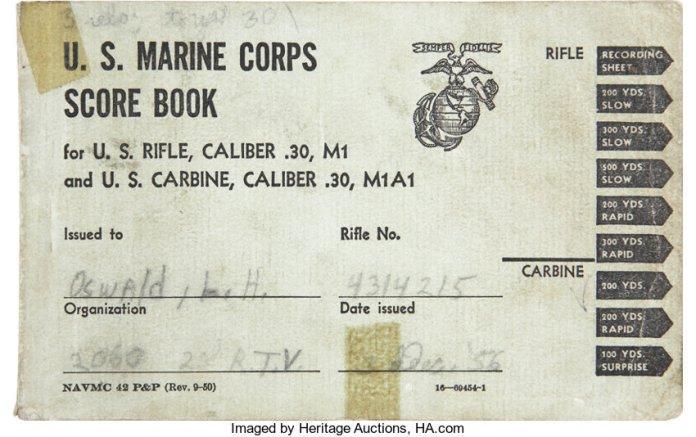 U. S. MARINE CORPS
SCORE BOOK
for U. S. RIFLE, CALIBER .30, M1
and U. S. CARBINE, CALIBER .30, M1A1
SEMPER FIDELIS
Issued to
Rifle No.
Oswald, L.H.
4314215
Organization
Date issued
2060 2nd R.T.V.
'56
NAVMC 42 P&P (Rev. 9-50)
16—69454-1
RIFLE
RECORDING SHEET
200 YDS. SLOW
300 YDS. SLOW
500 YDS. SLOW
200 YDS. RAPID
300 YDS. RAPID
CARBINE
200 YDS.
200 YDS. RAPID
100 YDS. SURPRISE
Imaged by Heritage Auctions, HA.com